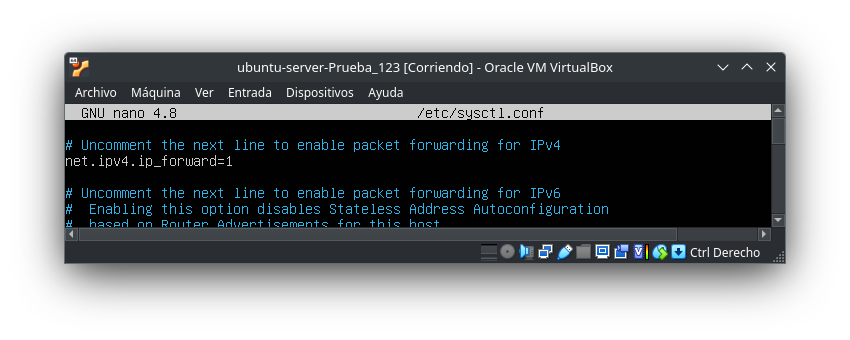 ubuntu-server-Prueba_123 [Corriendo] - Oracle VM VirtualBox
Archivo Máquina Ver Entrada Dispositivos Ayuda
GNU nano 4.8 /etc/sysctl.conf
# Uncomment the next line to enable packet forwarding for IPv4
net.ipv4.ip_forward=1
# Uncomment the next line to enable packet forwarding for IPv6
#  Enabling this option disables Stateless Address Autoconfiguration
#  based on Router Advertisements for this host
Ctrl Derecho